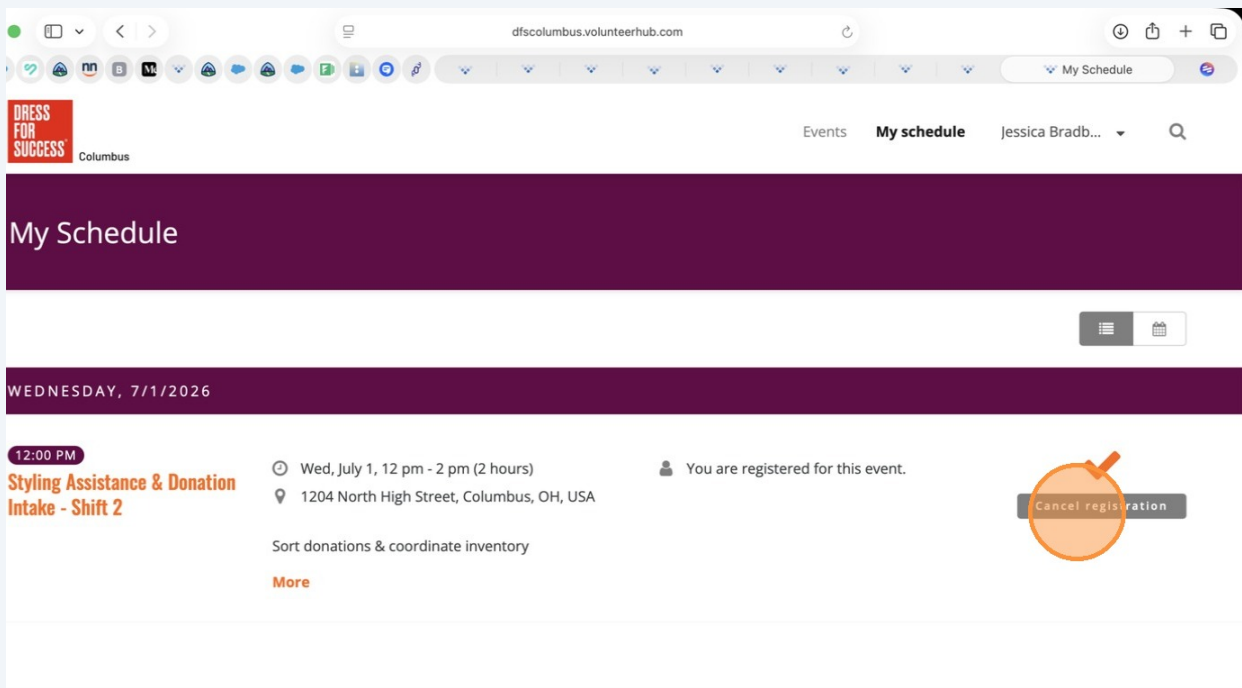 dfscolumbus.volunteerhub.com
nn
B
My Schedule
DRESS
FOR
SUCCESS
Columbus
Events
My schedule
Jessica Bradb...
My Schedule
WEDNESDAY, 7/1/2026
12:00 PM
Styling Assistance & Donation
Intake - Shift 2
Wed, July 1, 12 pm - 2 pm (2 hours)
1204 North High Street, Columbus, OH, USA
Sort donations & coordinate inventory
More
You are registered for this event.
Cancel registration